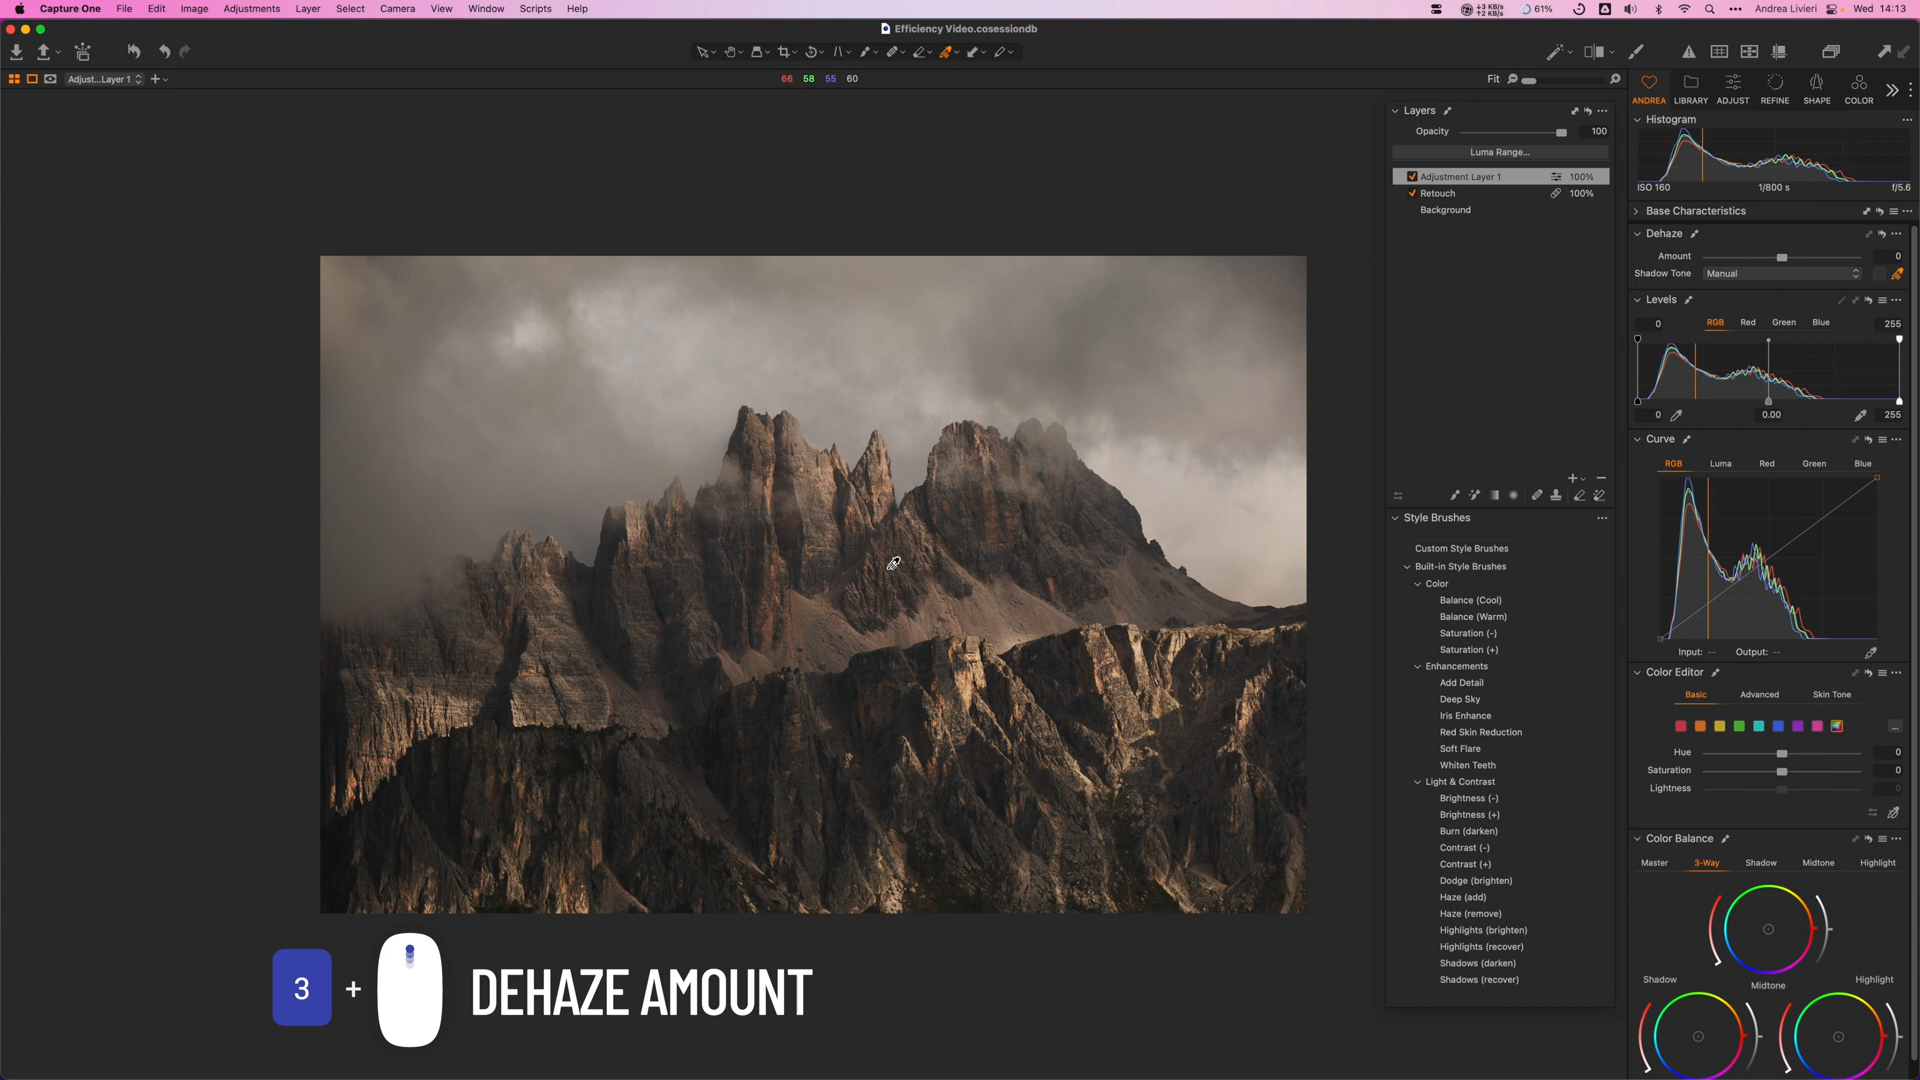 Capture One File Edit Image Adjustments Layer Select Camera View Window Scripts Help
↓3 KB/s
↑2 KB/s
61% Andrea Livieri Wed 14:13
Efficiency Video.cosessiondb
Adjust...Layer 1
66 58 55 60
Fit
ANDREA LIBRARY ADJUST REFINE SHAPE COLOR
Layers
Opacity 100
Luma Range...
Adjustment Layer 1 100%
Retouch 100%
Background
Style Brushes
Custom Style Brushes
Built-in Style Brushes
Color
Balance (Cool)
Balance (Warm)
Saturation (-)
Saturation (+)
Enhancements
Add Detail
Deep Sky
Iris Enhance
Red Skin Reduction
Soft Flare
Whiten Teeth
Light & Contrast
Brightness (-)
Brightness (+)
Burn (darken)
Contrast (-)
Contrast (+)
Dodge (brighten)
Haze (add)
Haze (remove)
Highlights (brighten)
Highlights (recover)
Shadows (darken)
Shadows (recover)
Histogram
ISO 160 1/800 s f/5.6
Base Characteristics
Dehaze
Amount 0
Shadow Tone Manual
Levels
0 RGB Red Green Blue 255
0 0.00 255
Curve
RGB Luma Red Green Blue
Input: -- Output: --
Color Editor
Basic Advanced Skin Tone
...
Hue 0
Saturation 0
Lightness 0
Color Balance
Master 3-Way Shadow Midtone Highlight
Shadow Midtone Highlight
3 + DEHAZE AMOUNT